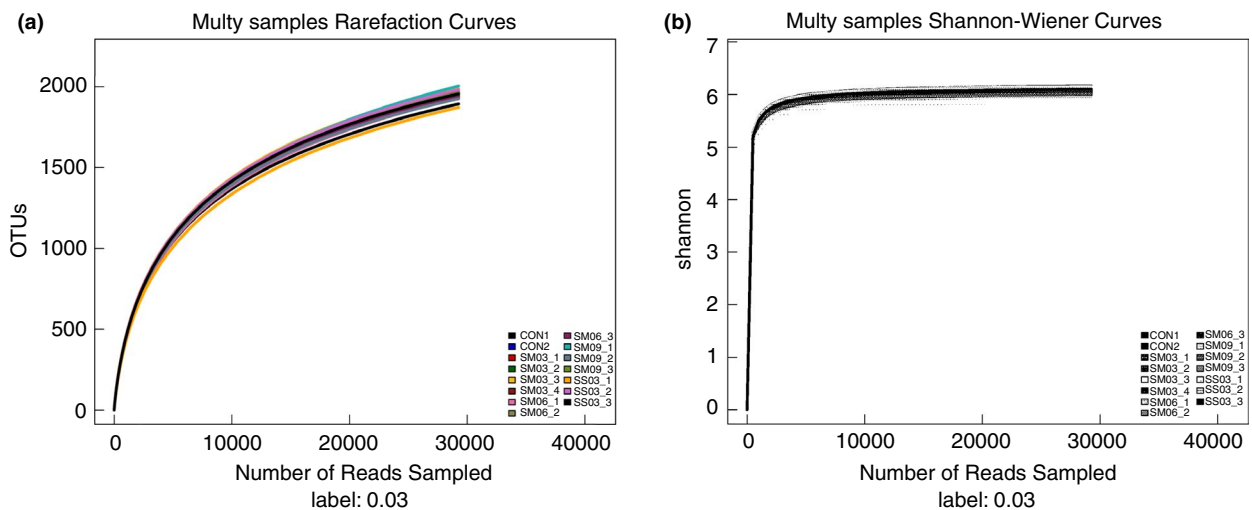 (a)
Multy samples Rarefaction Curves
OTUs
2000
1500
1000
500
0
CON1
CON2
SM03_1
SM03_2
SM03_3
SM03_4
SM06_1
SM06_2
SM06_3
SM09_1
SM09_2
SM09_3
SS03_1
SS03_2
SS03_3
0 10000 20000 30000 40000
Number of Reads Sampled
label: 0.03
(b)
Multy samples Shannon-Wiener Curves
shannon
7
6
5
4
3
2
1
0
CON1
CON2
SM03_1
SM03_2
SM03_3
SM03_4
SM06_1
SM06_2
SM06_3
SM09_1
SM09_2
SM09_3
SS03_1
SS03_2
SS03_3
0 10000 20000 30000 40000
Number of Reads Sampled
label: 0.03